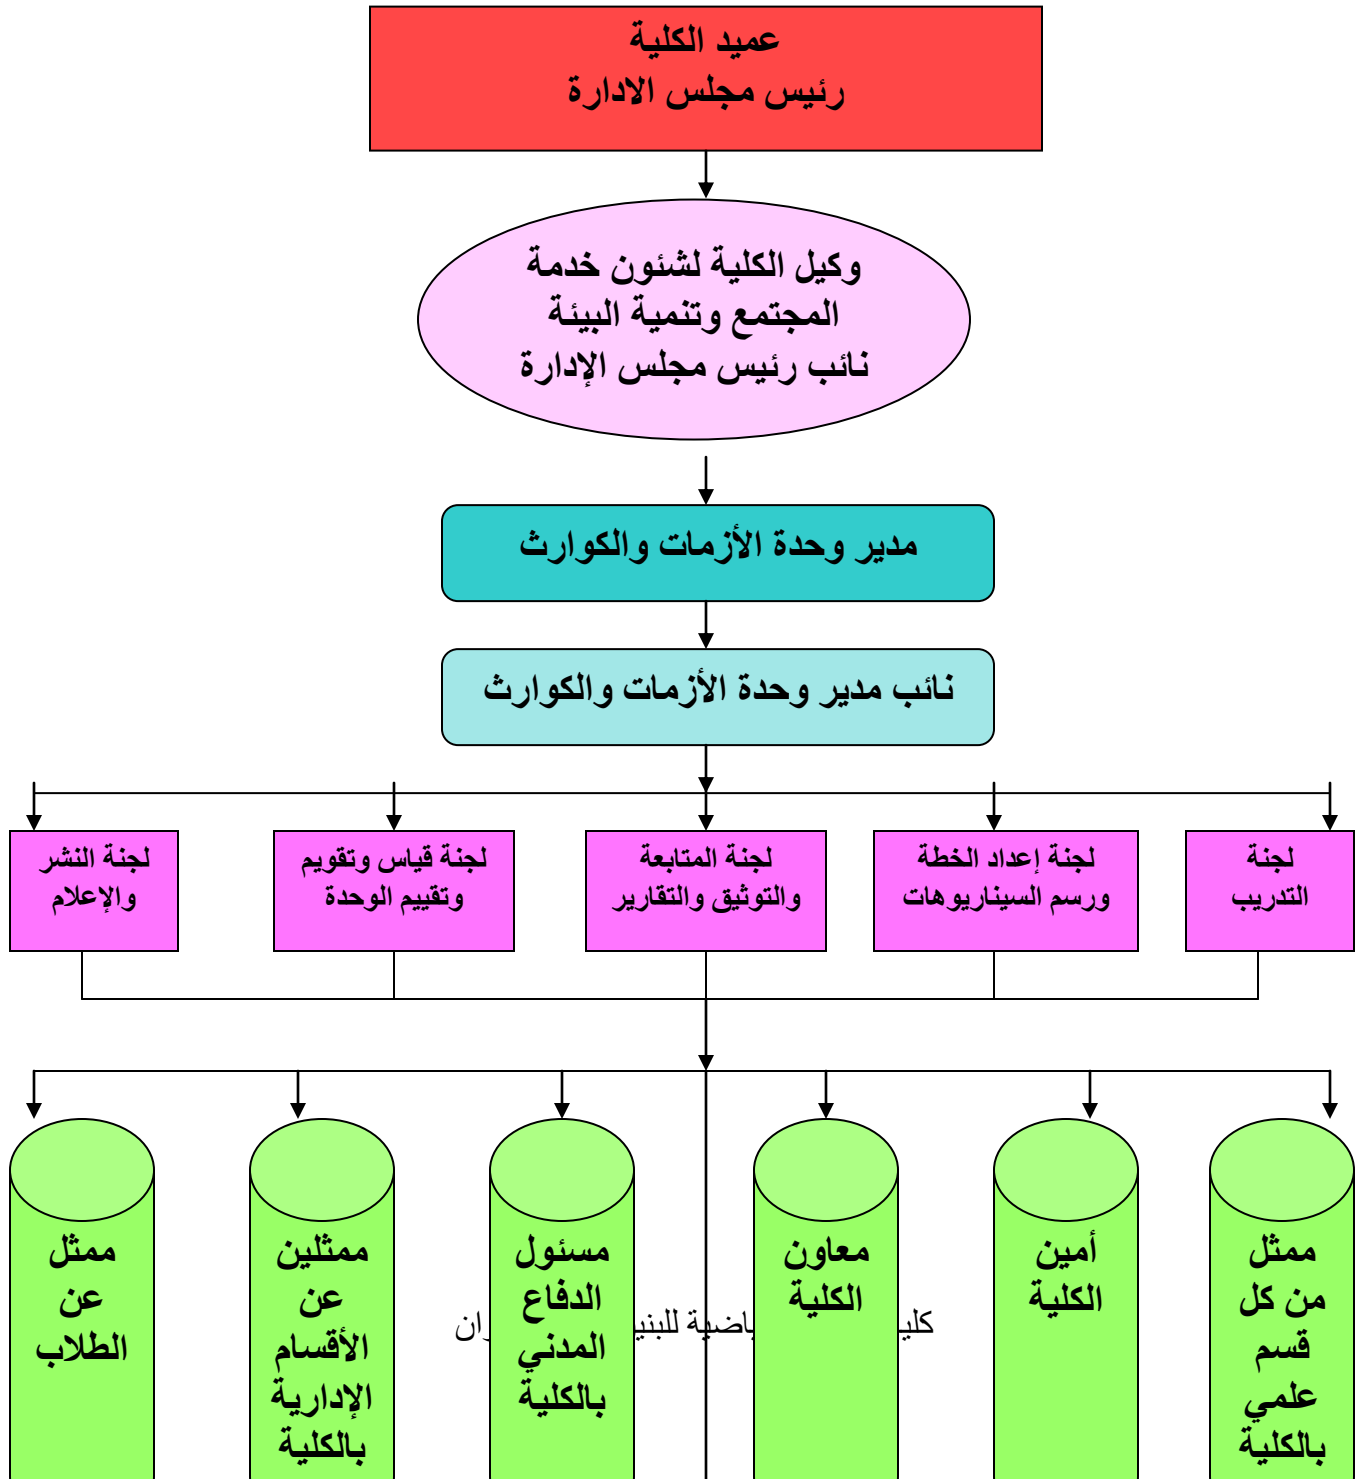 عميد الكلية
رئيس مجلس الادارة
وكيل الكلية لشئون خدمة
المجتمع وتنمية البيئة
نائب رئيس مجلس الإدارة
مدير وحدة الأزمات والكوارث
نائب مدير وحدة الأزمات والكوارث
لجنة
التدريب
لجنة إعداد الخطة
ورسم السيناريوهات
لجنة المتابعة
والتوثيق والتقارير
لجنة قياس وتقويم
وتقييم الوحدة
لجنة النشر
والإعلام
ممثل
من كل
قسم
علمي
بالكلية
أمين
الكلية
معاون
الكلية
مسئول
الدفاع
المدني
بالكلية
ممثلين
عن
الأقسام
الإدارية
بالكلية
ممثل
عن
الطلاب